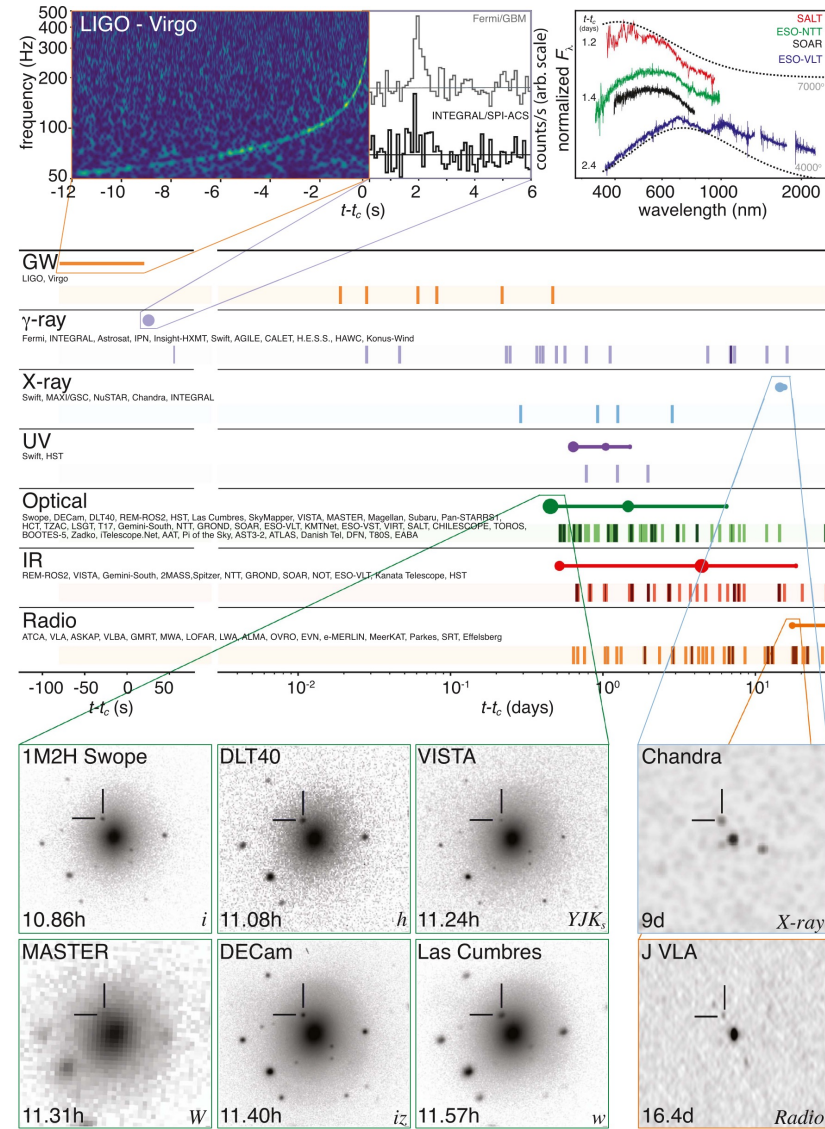 LIGO - Virgo
500
400
300
200
100
50
frequency (Hz)
-12 -10 -8 -6 -4 -2 0
t-tc (s)
Fermi/GBM
INTEGRAL/SPI-ACS
counts/s (arb. scale)
0 2 4 6
normalized Fλ
t-tc
(days)
1.2
1.4
2.4
SALT
ESO-NTT
SOAR
ESO-VLT
7000°
4000°
400 600 1000 2000
wavelength (nm)
GW
LIGO, Virgo
γ-ray
Fermi, INTEGRAL, Astrosat, IPN, Insight-HXMT, Swift, AGILE, CALET, H.E.S.S., HAWC, Konus-Wind
X-ray
Swift, MAXI/GSC, NuSTAR, Chandra, INTEGRAL
UV
Swift, HST
Optical
Swope, DECam, DLT40, REM-ROS2, HST, Las Cumbres, SkyMapper, VISTA, MASTER, Magellan, Subaru, Pan-STARRS1,
HCT, TZAC, LSGT, T17, Gemini-South, NTT, GROND, SOAR, ESO-VLT, KMTNet, ESO-VST, VIRT, SALT, CHILESCOPE, TOROS,
BOOTES-5, Zadko, iTelescope.Net, AAT, Pi of the Sky, AST3-2, ATLAS, Danish Tel, DFN, T80S, EABA
IR
REM-ROS2, VISTA, Gemini-South, 2MASS,Spitzer, NTT, GROND, SOAR, NOT, ESO-VLT, Kanata Telescope, HST
Radio
ATCA, VLA, ASKAP, VLBA, GMRT, MWA, LOFAR, LWA, ALMA, OVRO, EVN, e-MERLIN, MeerKAT, Parkes, SRT, Effelsberg
-100 -50 0 50
t-tc (s)
10⁻² 10⁻¹ 10⁰ 10¹
t-tc (days)
1M2H Swope
10.86h i
DLT40
11.08h h
VISTA
11.24h YJKs
Chandra
9d X-ray
MASTER
11.31h W
DECam
11.40h iz
Las Cumbres
11.57h w
J VLA
16.4d Radio